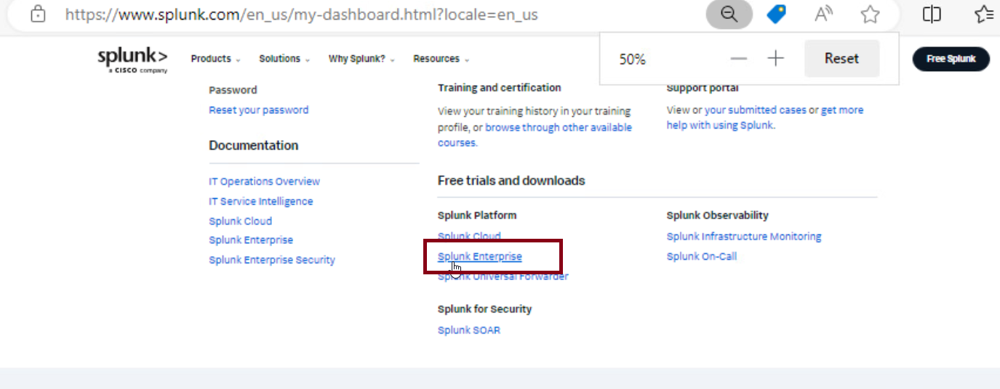 https://www.splunk.com/en_us/my-dashboard.html?locale=en_us
50%
Reset
splunk>
a CISCO company
Products
Solutions
Why Splunk?
Resources
Free Splunk
Password
Reset your password
Documentation
IT Operations Overview
IT Service Intelligence
Splunk Cloud
Splunk Enterprise
Splunk Enterprise Security
Training and certification
View your training history in your training
profile, or browse through other available
courses.
Support portal
View or your submitted cases or get more
help with using Splunk.
Free trials and downloads
Splunk Platform
Splunk Cloud
Splunk Enterprise
Splunk Universal Forwarder
Splunk for Security
Splunk SOAR
Splunk Observability
Splunk Infrastructure Monitoring
Splunk On-Call